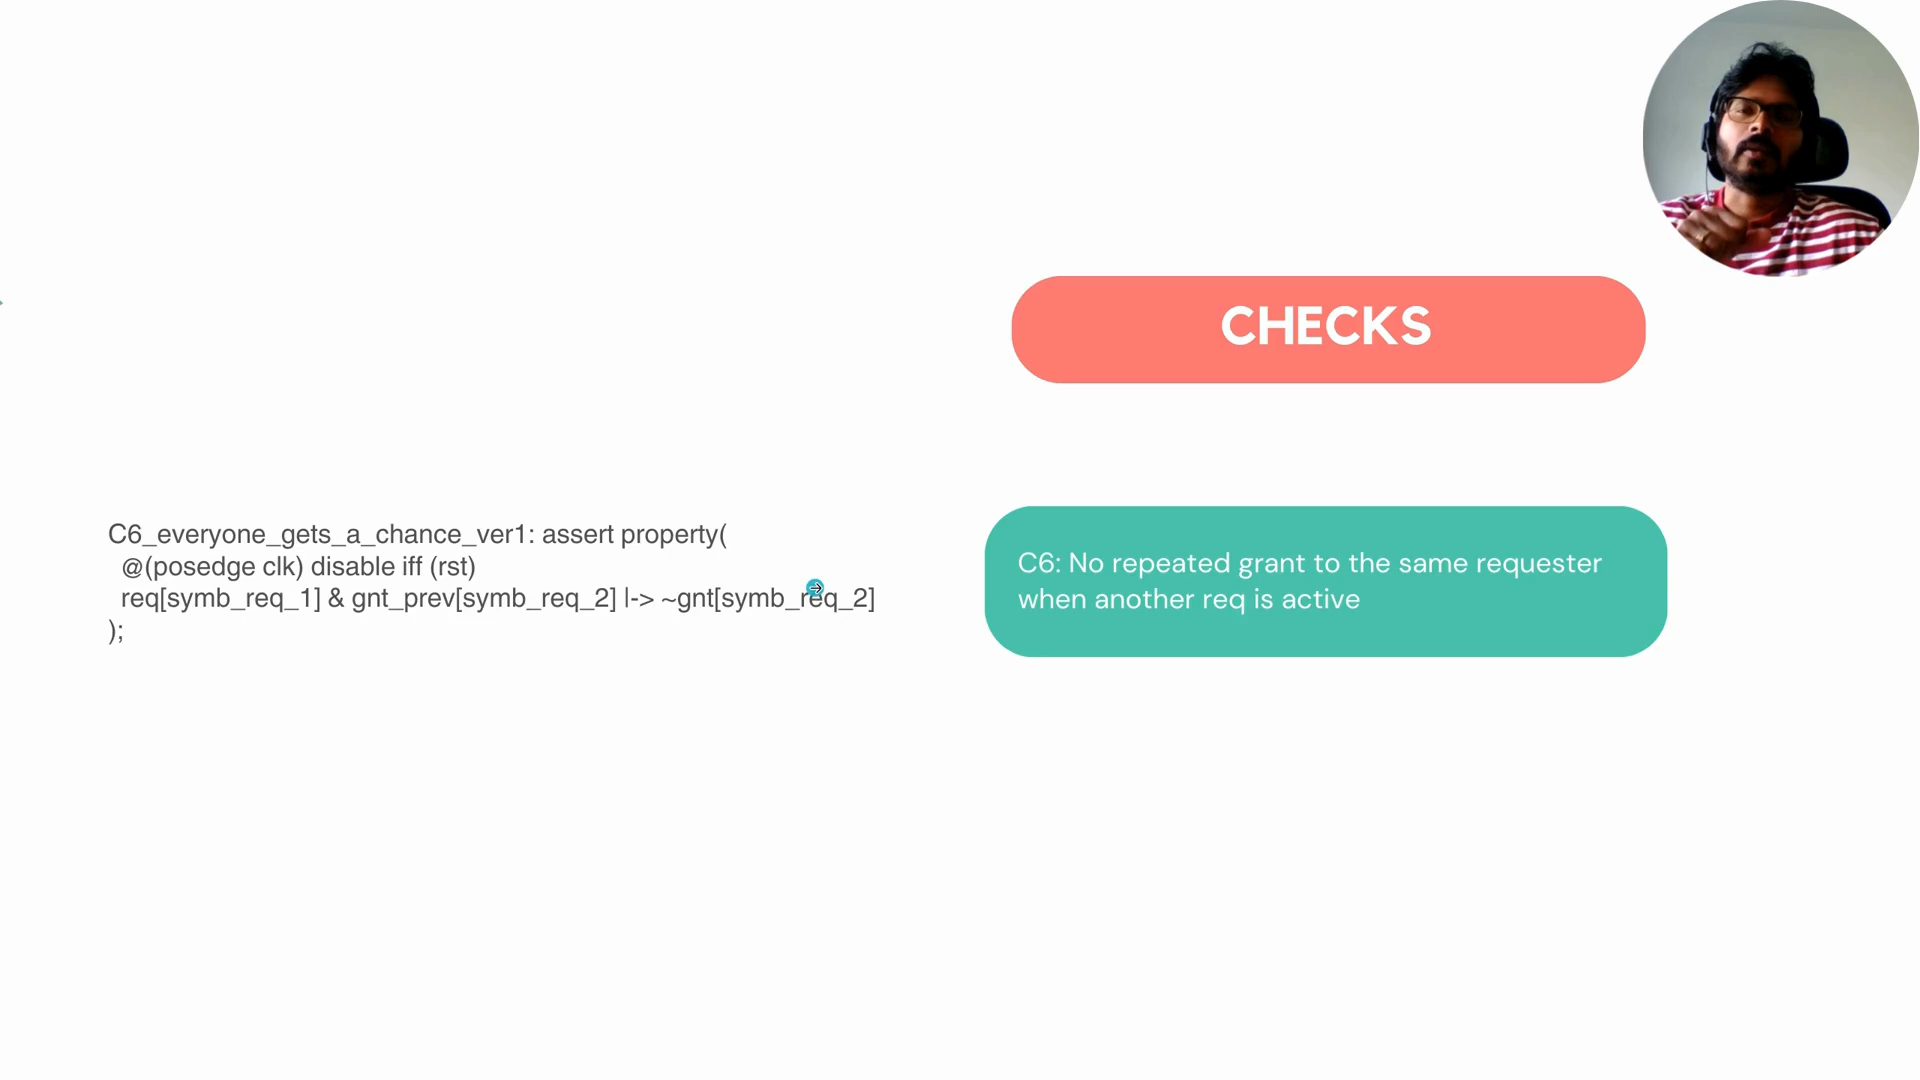 CHECKS
C6_everyone_gets_a_chance_ver1: assert property(
@(posedge clk) disable iff (rst)
req[symb_req_1] & gnt_prev[symb_req_2] |-> ~gnt[symb_req_2]
);
C6: No repeated grant to the same requester
when another req is active